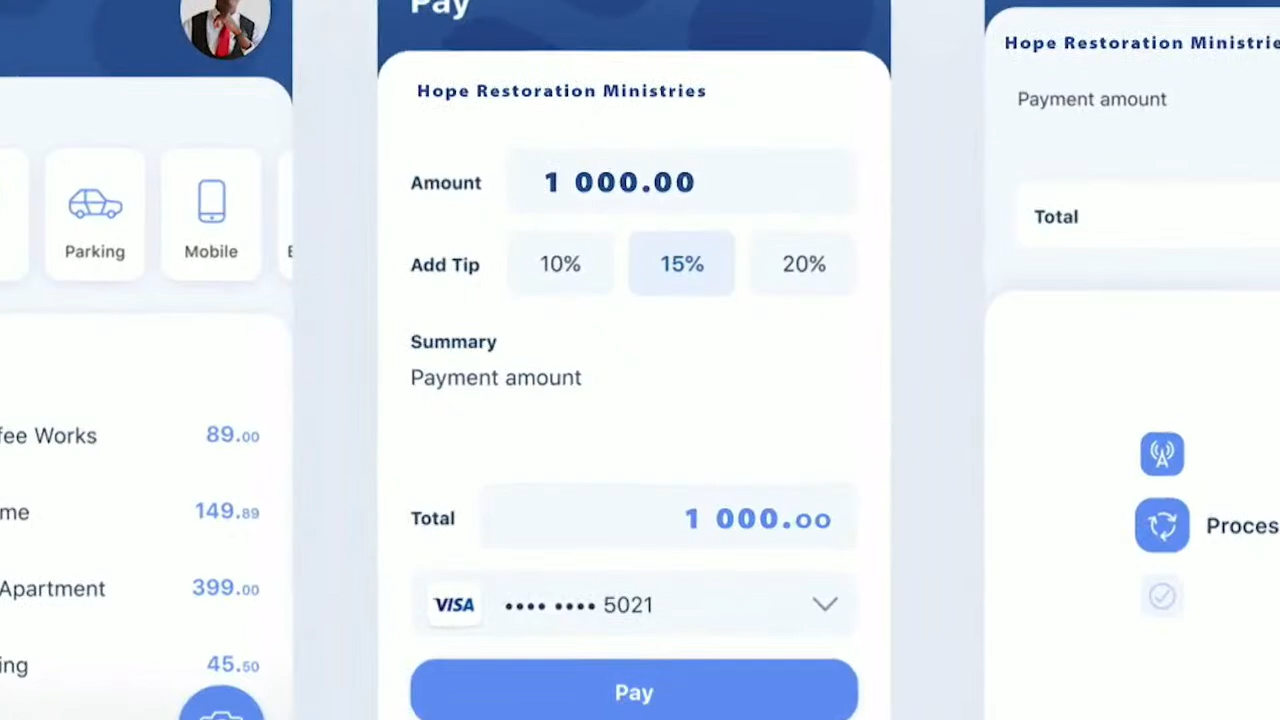 Parking
Mobile
fee Works 89.00
me 149.89
Apartment 399.00
ing 45.50
Pay
Hope Restoration Ministries
Amount 1 000.00
Add Tip 10% 15% 20%
Summary
Payment amount
Total 1 000.00
VISA •••• •••• 5021
Pay
Hope Restoration Ministrie
Payment amount
Total
Proces